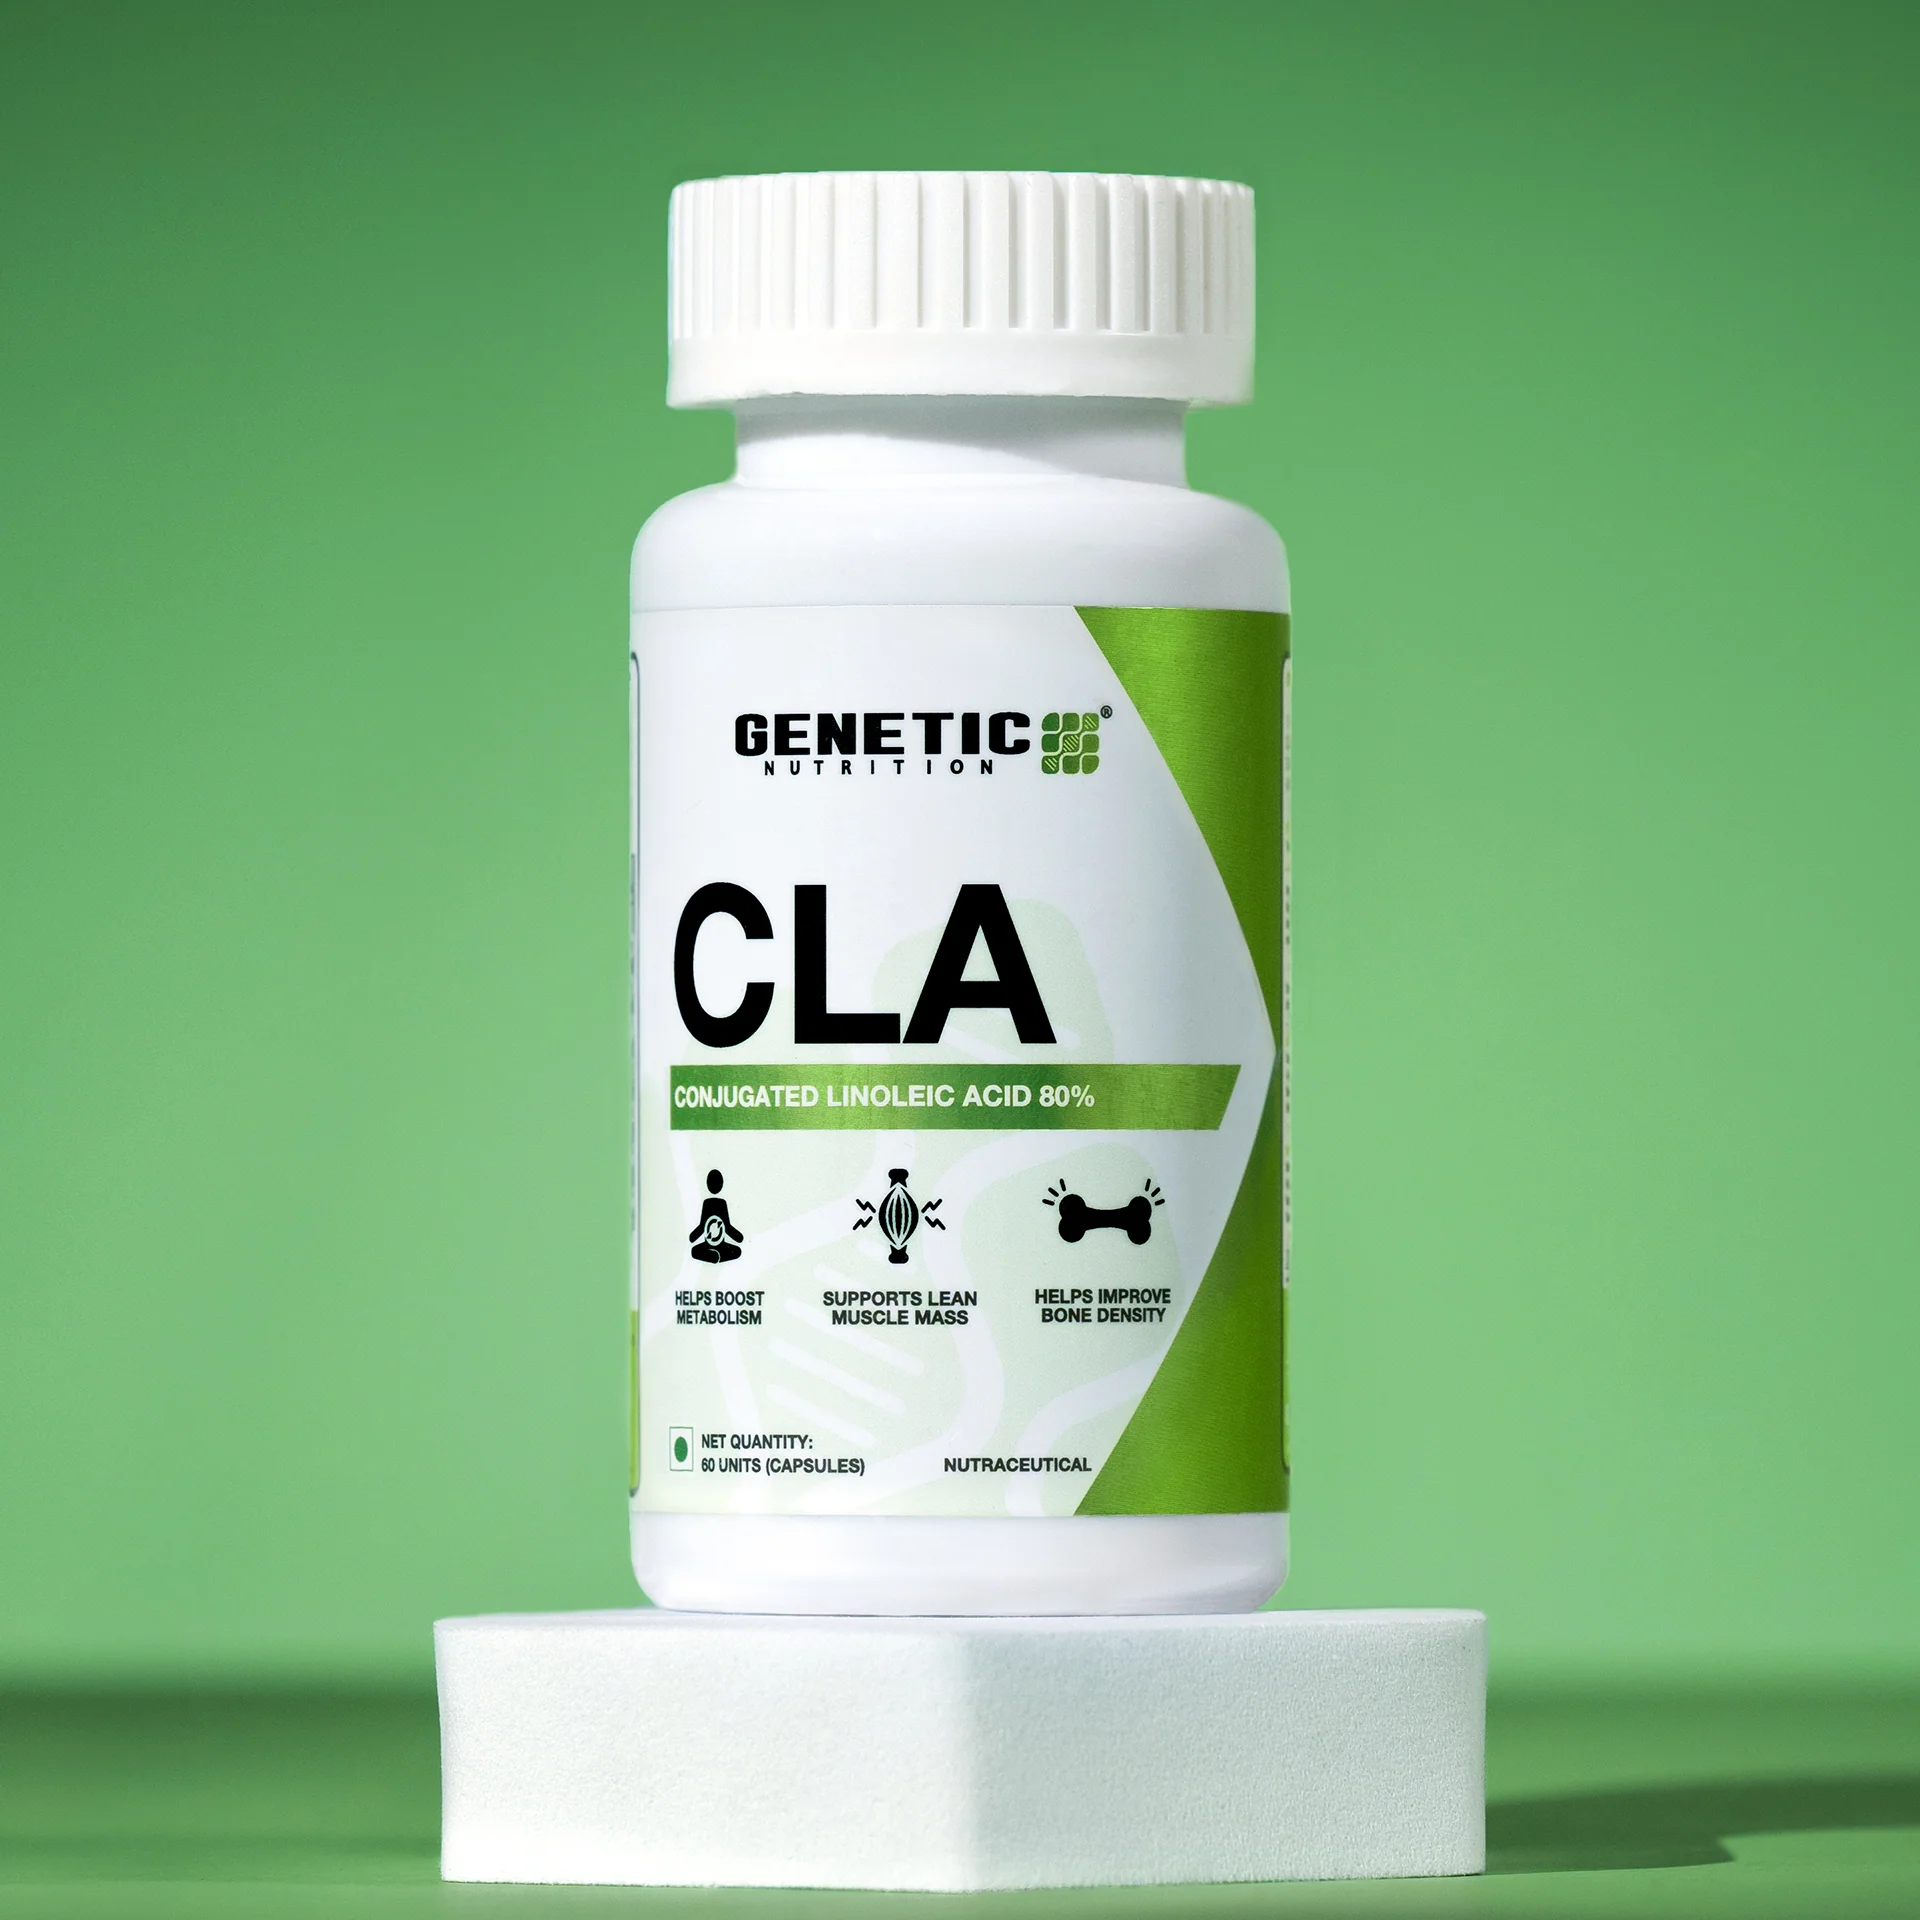 GENETIC
NUTRITION
®
CLA
CONJUGATED LINOLEIC ACID 80%
HELPS BOOST
METABOLISM
SUPPORTS LEAN
MUSCLE MASS
HELPS IMPROVE
BONE DENSITY
NET QUANTITY:
60 UNITS (CAPSULES)
NUTRACEUTICAL